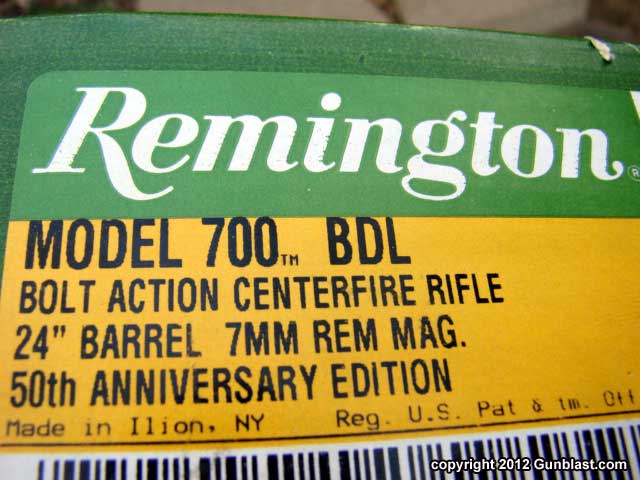 Remington®
MODEL 700™ BDL
BOLT ACTION CENTERFIRE RIFLE
24" BARREL 7MM REM MAG.
50th ANNIVERSARY EDITION
Made in Ilion, NY Reg. U.S. Pat & tm. Off
copyright 2012 Gunblast.com